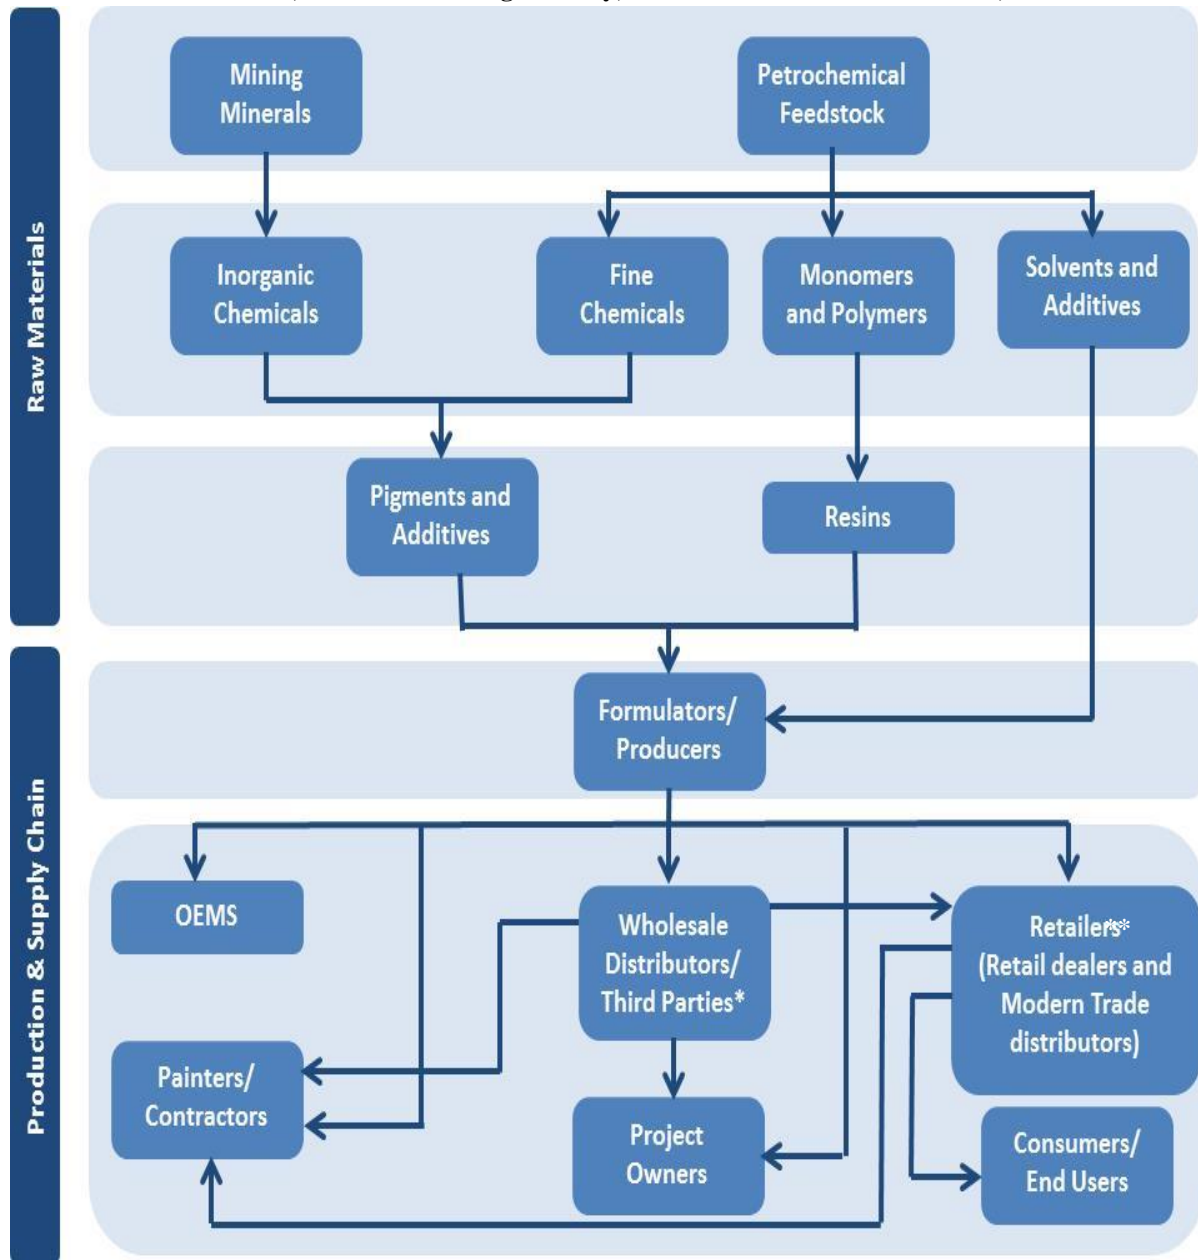 Raw Materials
Mining
Minerals
Petrochemical
Feedstock
Inorganic
Chemicals
Fine
Chemicals
Monomers
and Polymers
Solvents and
Additives
Pigments and
Additives
Resins
Production & Supply Chain
Formulators/
Producers
OEMS
Wholesale
Distributors/
Third Parties*
Retailers**
(Retail dealers and
Modern Trade
distributors)
Painters/
Contractors
Project
Owners
Consumers/
End Users